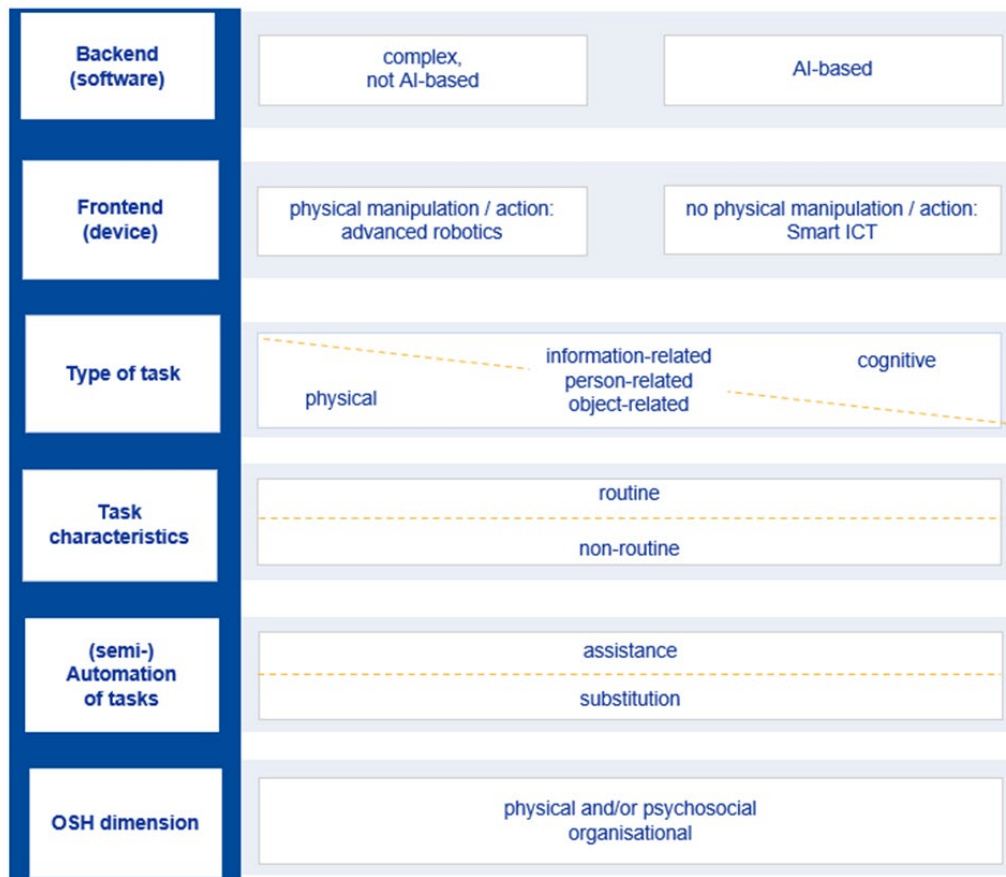 Backend
(software)
complex,
not AI-based
AI-based
Frontend
(device)
physical manipulation / action:
advanced robotics
no physical manipulation / action:
Smart ICT
Type of task
physical
information-related
person-related
object-related
cognitive
Task
characteristics
routine
non-routine
(semi-)
Automation
of tasks
assistance
substitution
OSH dimension
physical and/or psychosocial
organisational